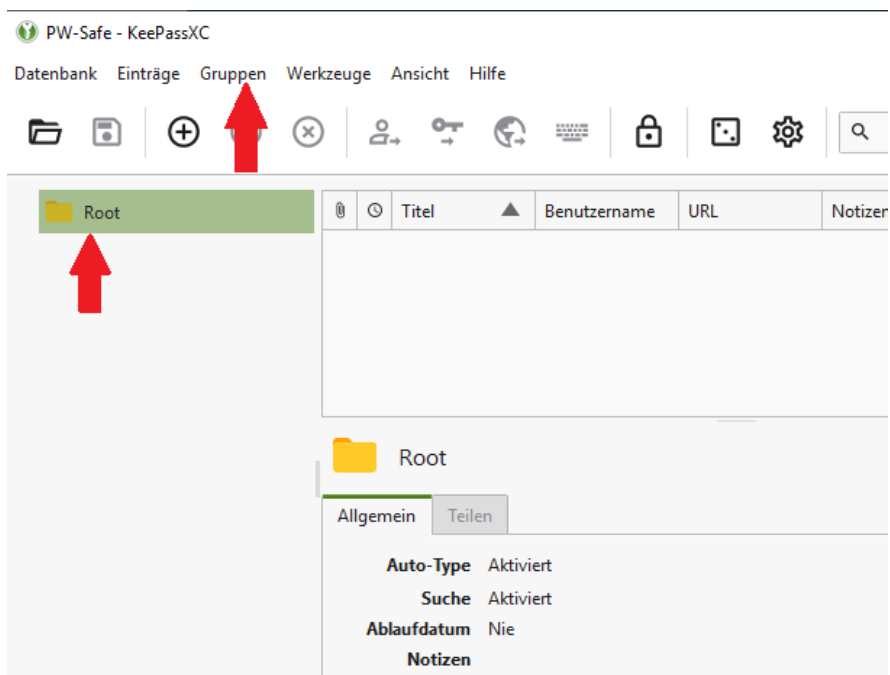 PW-Safe - KeePassXC
Datenbank Einträge Gruppen Werkzeuge Ansicht Hilfe
Root
Titel Benutzername URL Notizen
Root
Allgemein Teilen
Auto-Type Aktiviert
Suche Aktiviert
Ablaufdatum Nie
Notizen